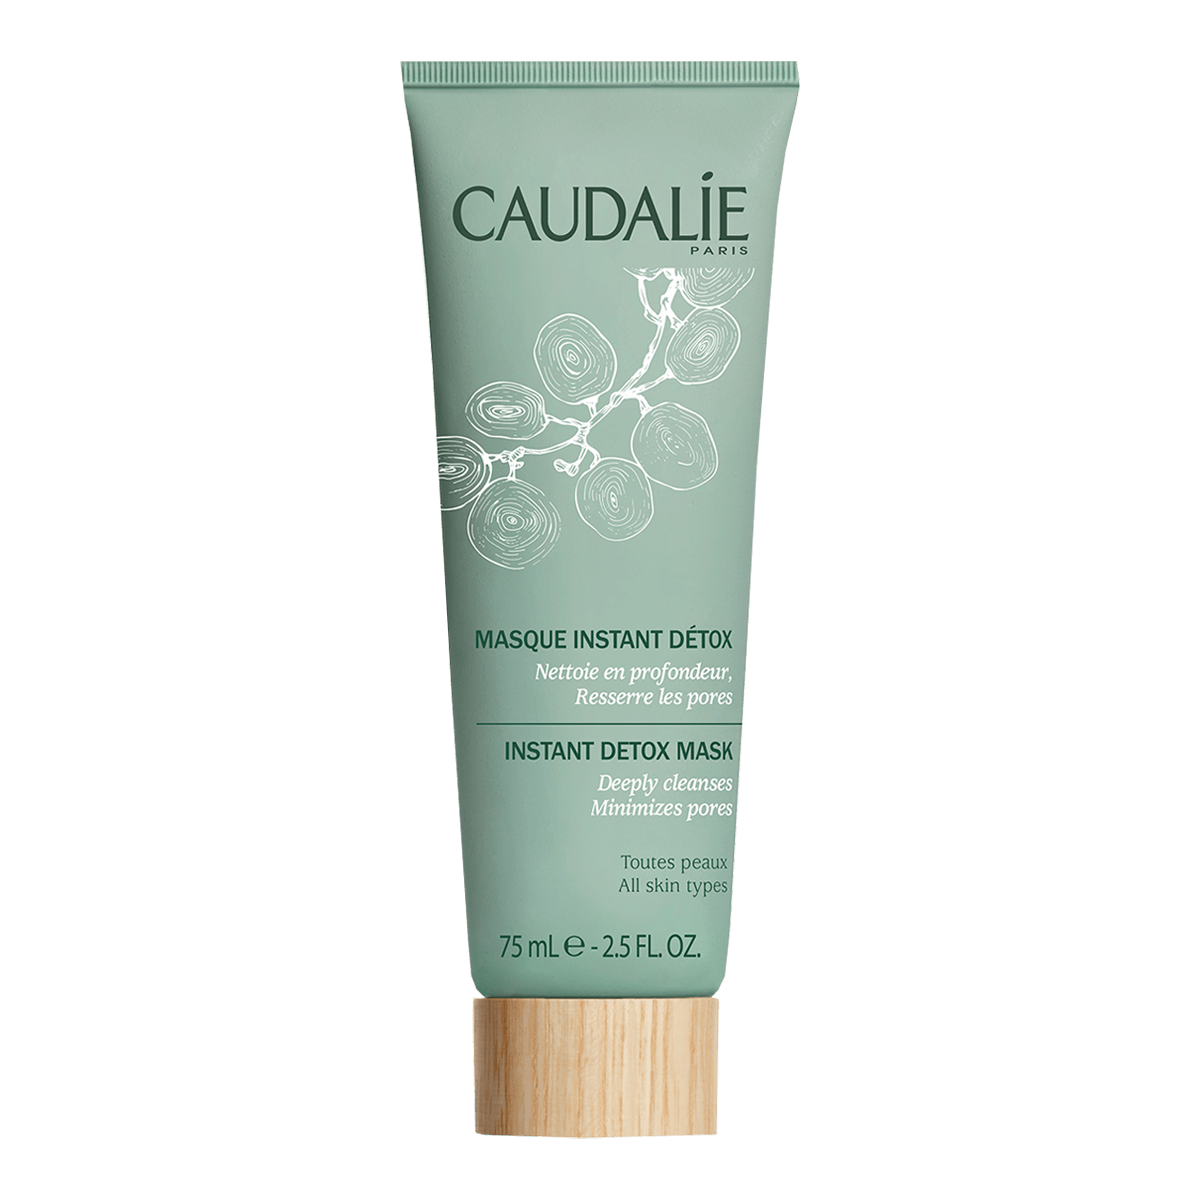 CAUDALIE
PARIS
MASQUE INSTANT DÉTOX
Nettoie en profondeur,
Resserre les pores
INSTANT DETOX MASK
Deeply cleanses
Minimizes pores
Toutes peaux
All skin types
75 mL ℮ - 2.5 FL. OZ.